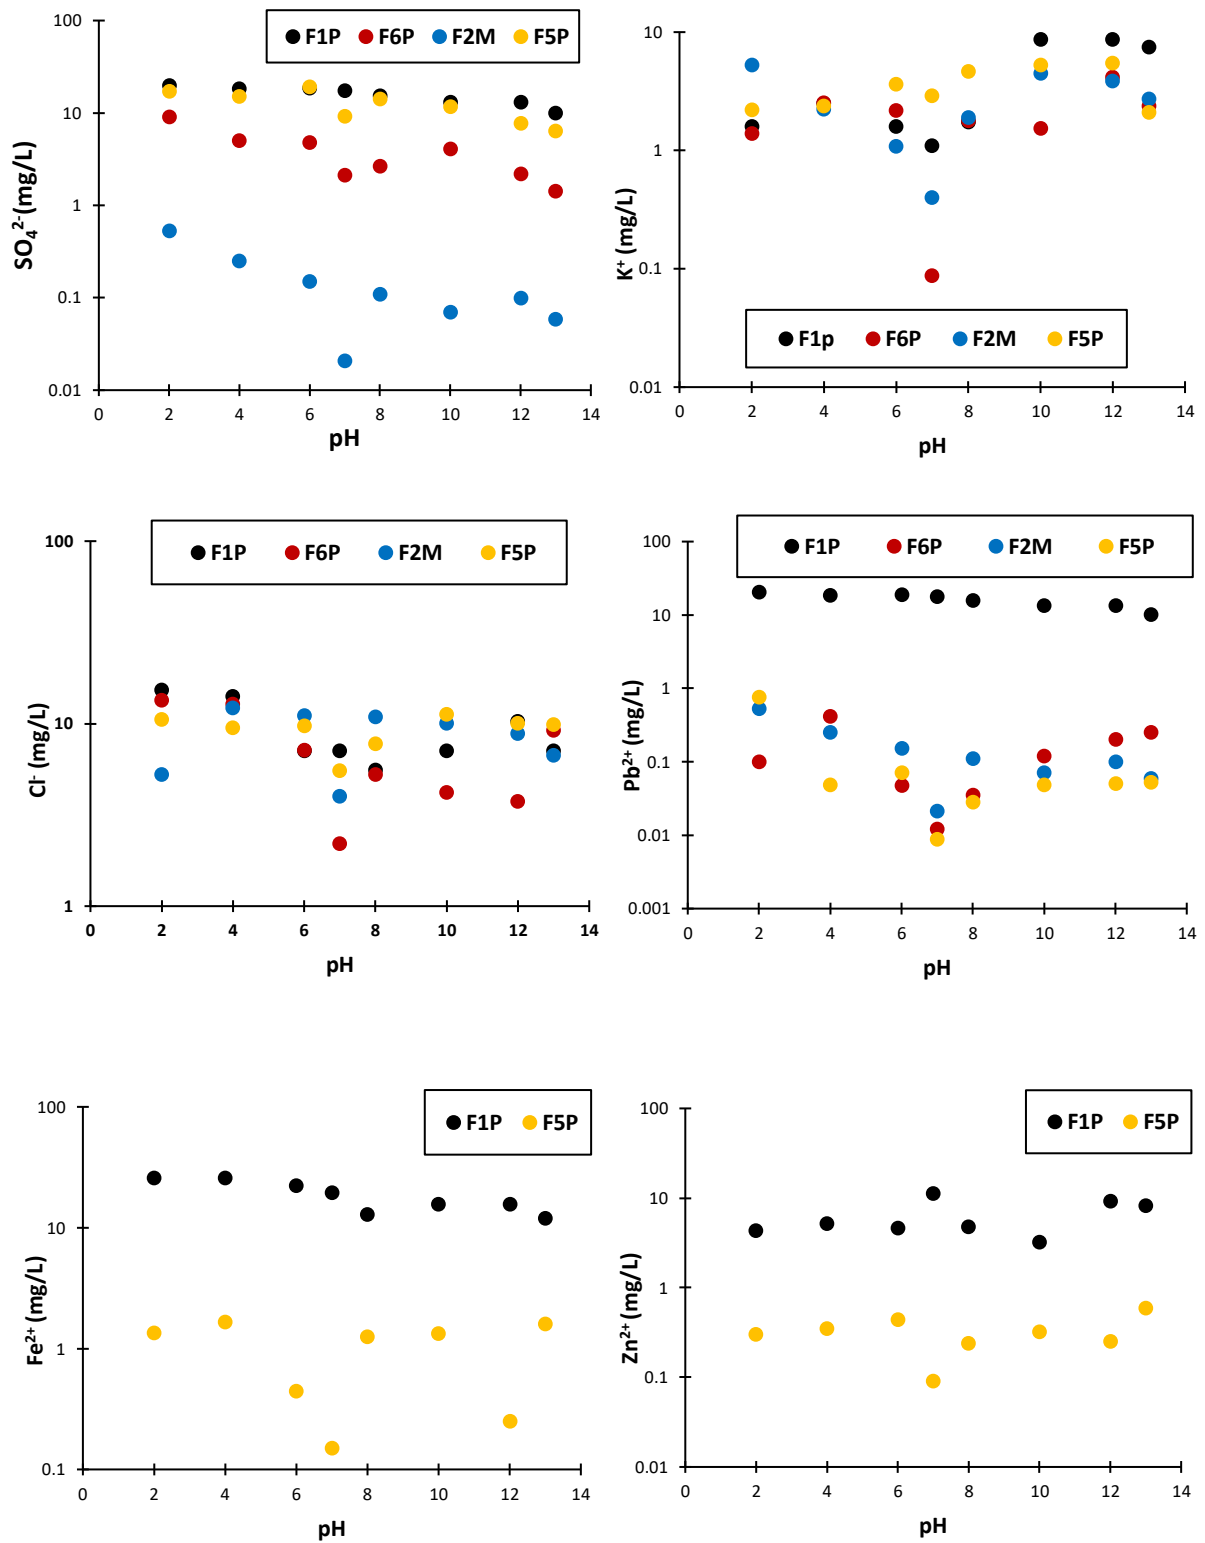 100
10
1
0.1
0.01
0 2 4 6 8 10 12 14
SO₄²⁻(mg/L)
pH
F1P F6P F2M F5P
10
1
0.1
0.01
0 2 4 6 8 10 12 14
K⁺ (mg/L)
pH
F1p F6P F2M F5P
100
10
1
0 2 4 6 8 10 12 14
Cl⁻ (mg/L)
pH
F1P F6P F2M F5P
100
10
1
0.1
0.01
0.001
0 2 4 6 8 10 12 14
Pb²⁺ (mg/L)
pH
F1P F6P F2M F5P
100
10
1
0.1
0 2 4 6 8 10 12 14
Fe²⁺ (mg/L)
pH
F1P F5P
100
10
1
0.1
0.01
0 2 4 6 8 10 12 14
Zn²⁺ (mg/L)
pH
F1P F5P